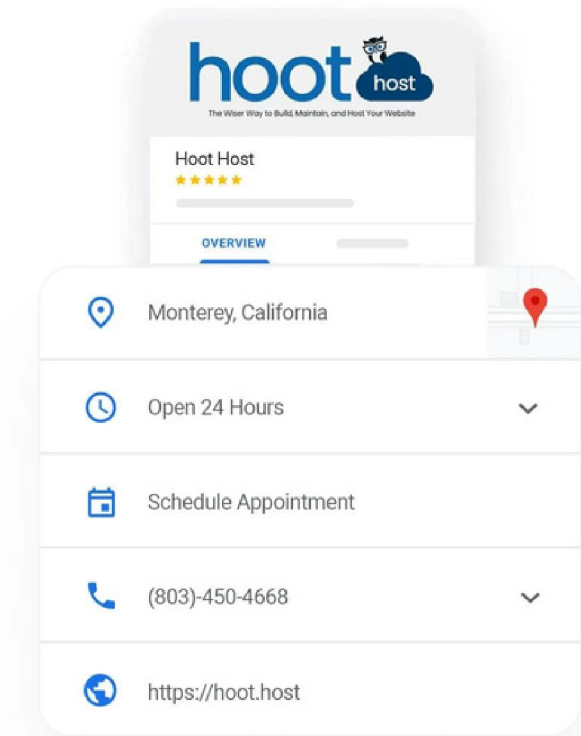 hoot host
The Wiser Way to Build, Maintain, and Host Your Website
Hoot Host
OVERVIEW
Monterey, California
Open 24 Hours
Schedule Appointment
(803)-450-4668
https://hoot.host